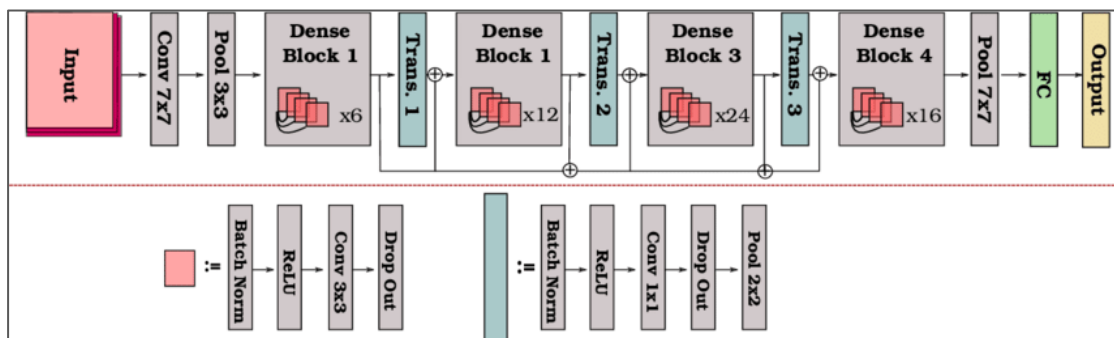 Input
Conv 7x7
Pool 3x3
Dense
Block 1
x6
Trans. 1
Dense
Block 1
x12
Trans. 2
Dense
Block 3
x24
Trans. 3
Dense
Block 4
x16
Pool 7x7
FC
Output
::=
Batch Norm
ReLU
Conv 3x3
Drop Out
::=
Batch Norm
ReLU
Conv 1x1
Drop Out
Pool 2x2